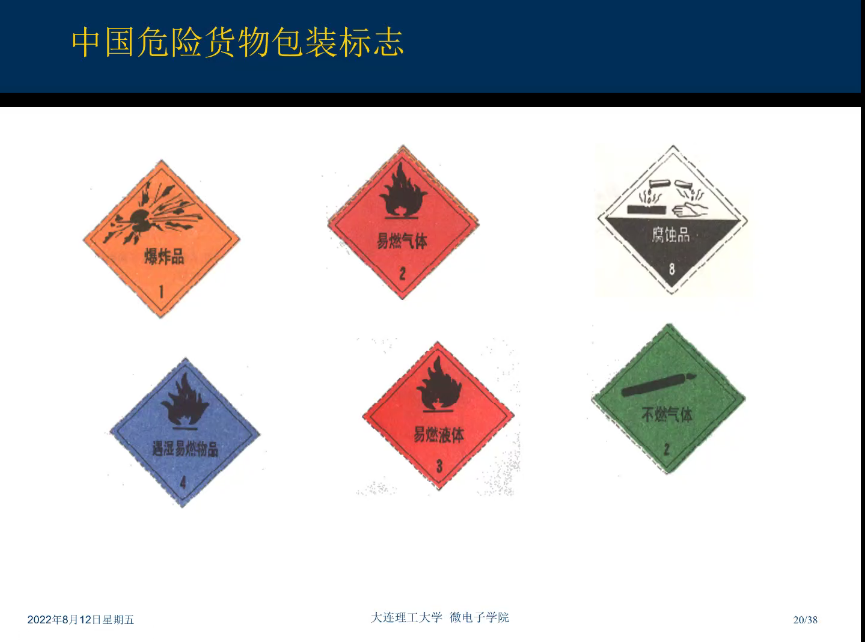 中国危险货物包装标志
爆炸品
1
易燃气体
2
腐蚀品
8
遇湿易燃物品
4
易燃液体
3
不燃气体
2
2022年8月12日星期五
大连理工大学 微电子学院
20/38